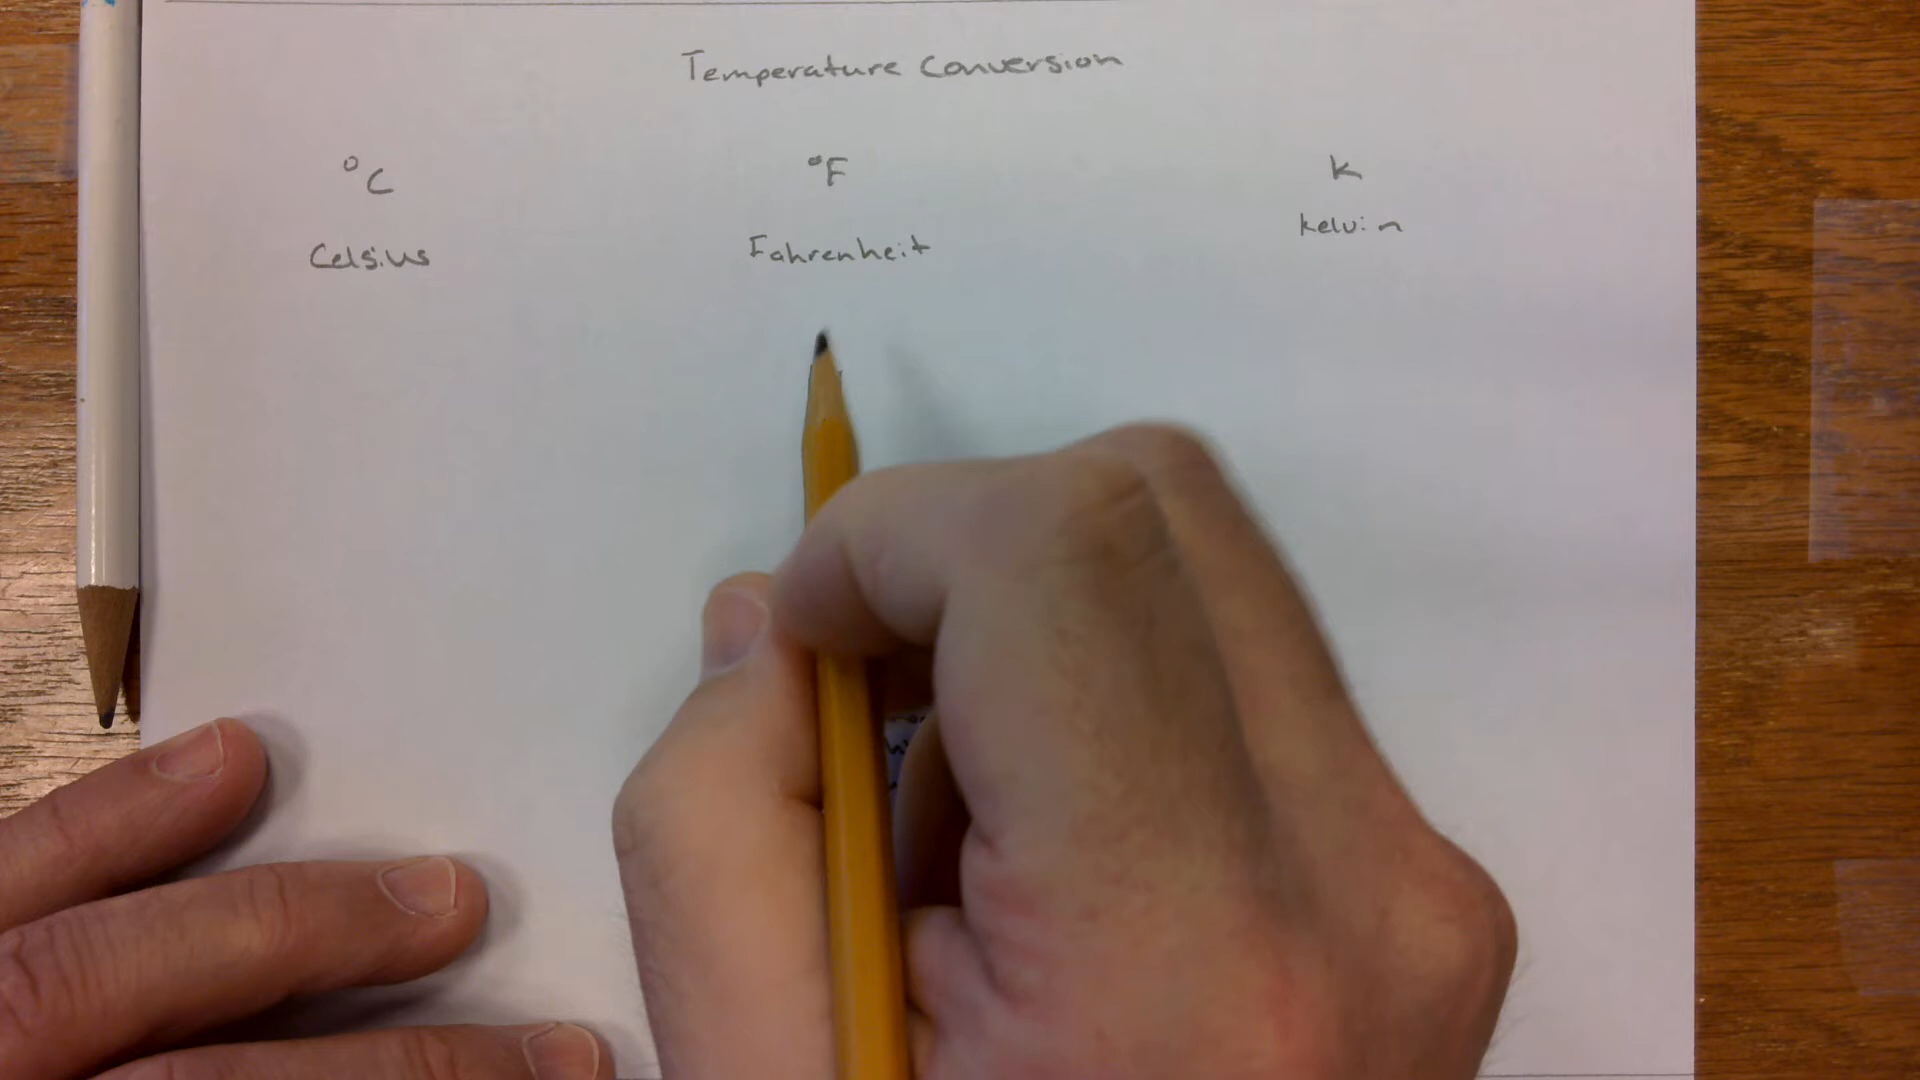 Temperature Conversion
°C °F K
Celsius Fahrenheit Kelvin